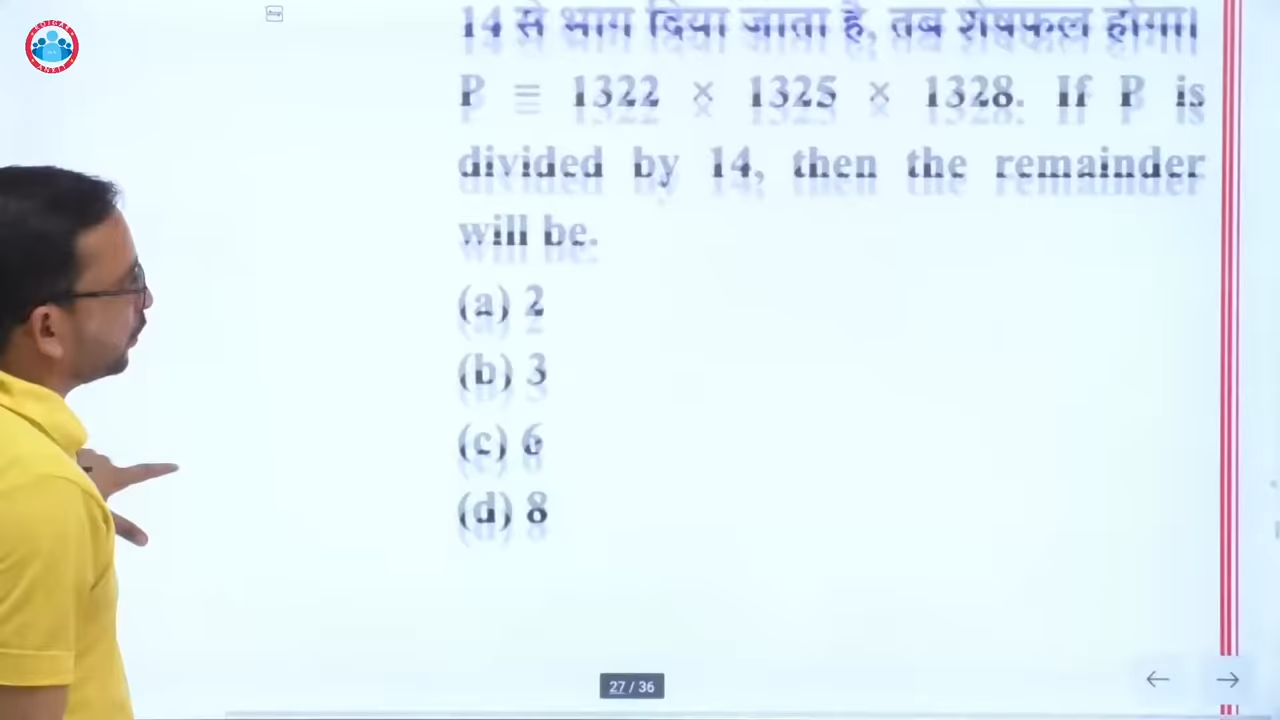 14 से भाग दिया जाता है, तब शेषफल होगा।
P = 1322 × 1325 × 1328. If P is
divided by 14, then the remainder
will be.
(a) 2
(b) 3
(c) 6
(d) 8
27 / 36